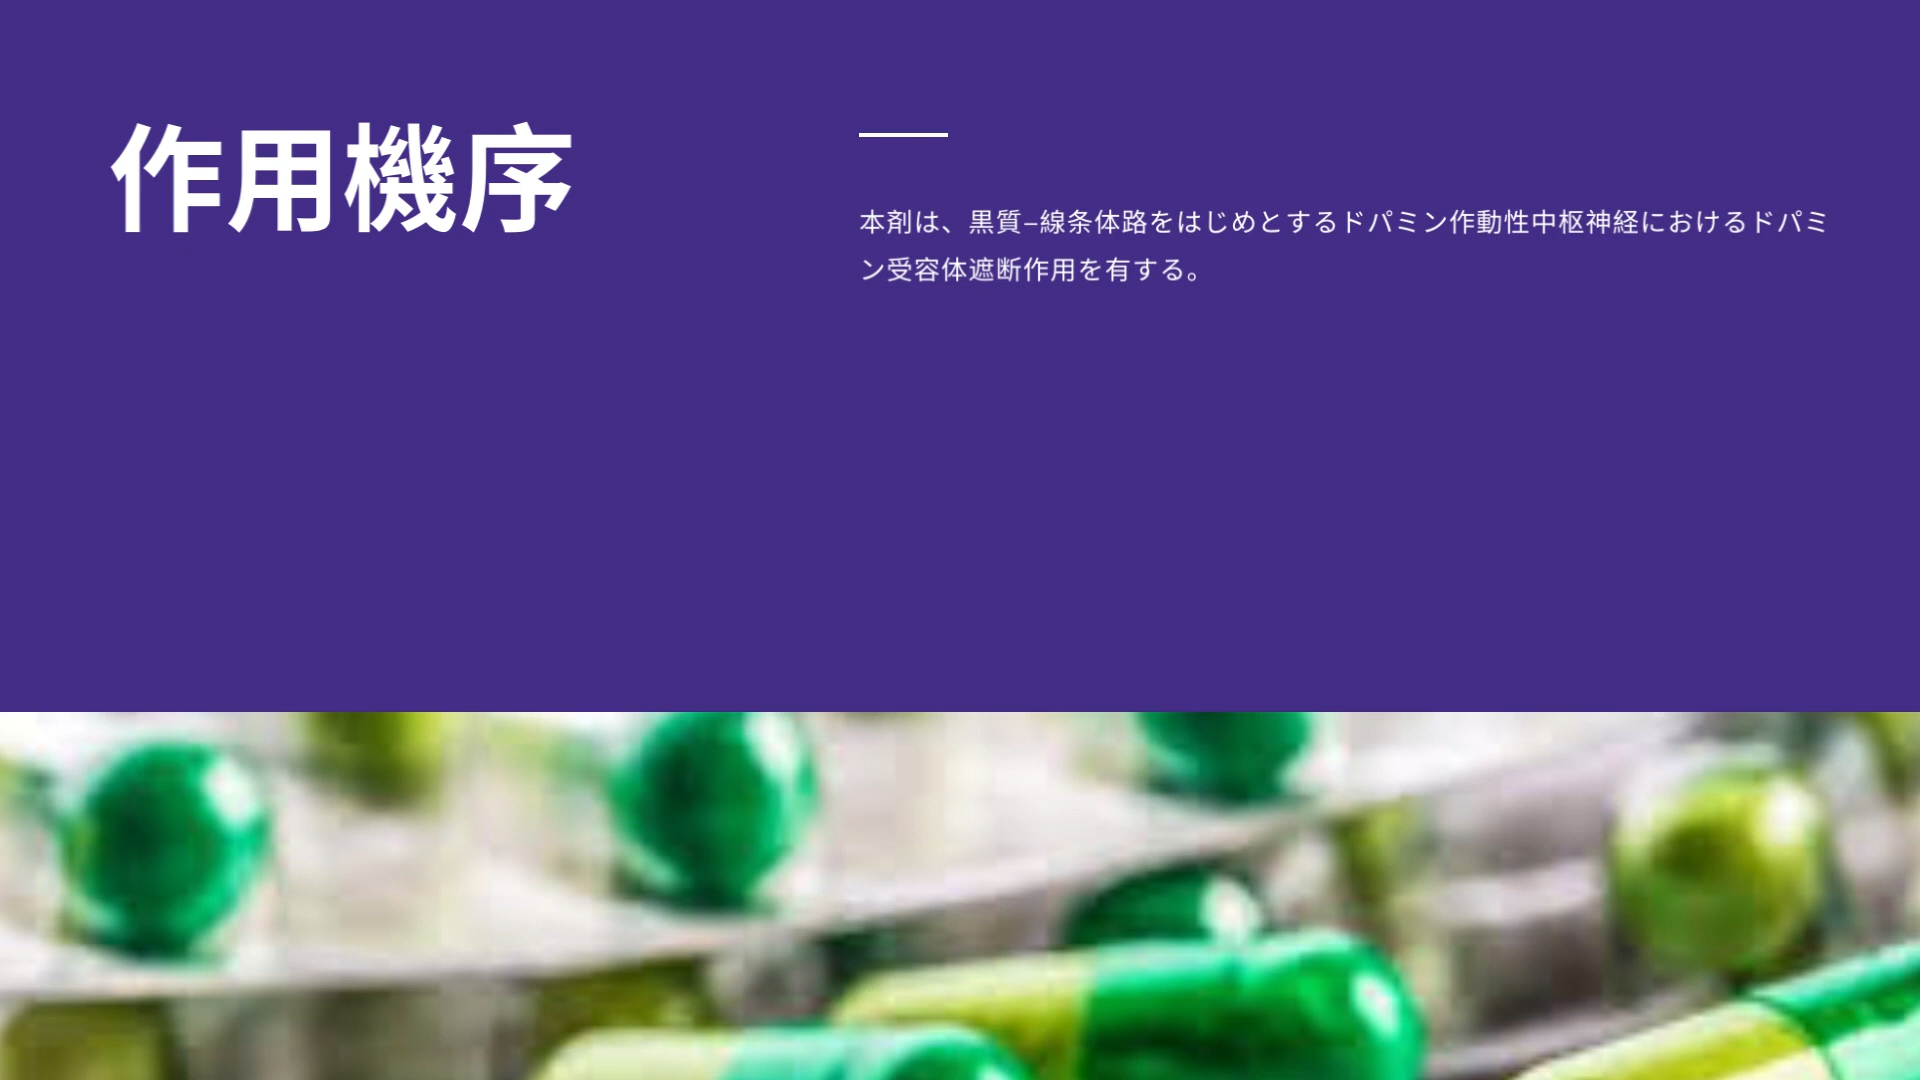 作用機序
本剤は、黒質–線条体路をはじめとするドパミン作動性中枢神経におけるドパミ
ン受容体遮断作用を有する。